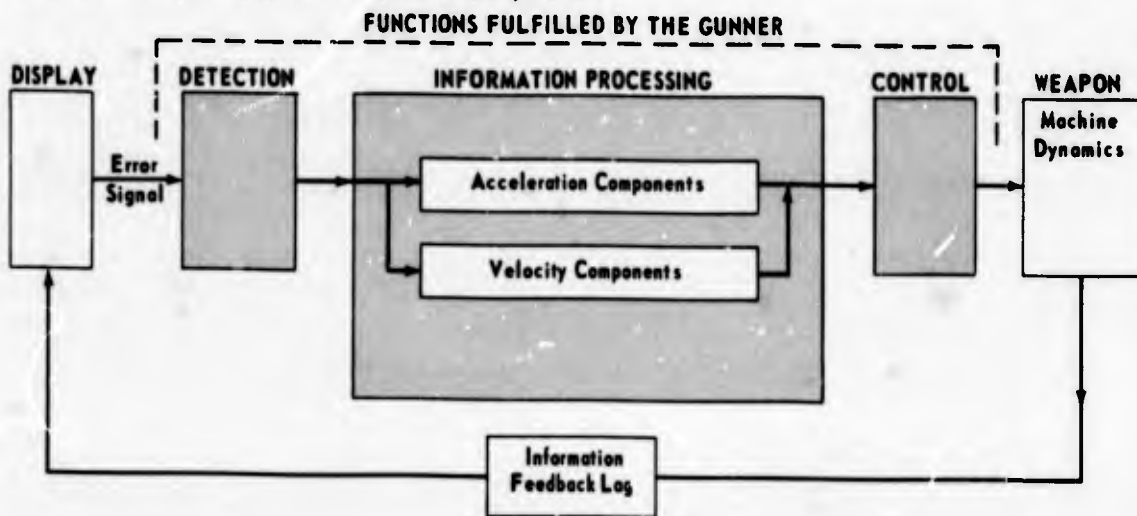 FUNCTIONS FULFILLED BY THE GUNNER
DISPLAY
DETECTION
INFORMATION PROCESSING
CONTROL
WEAPON
Machine
Dynamics
Error
Signal
Acceleration Components
Velocity Components
Information
Feedback Lag